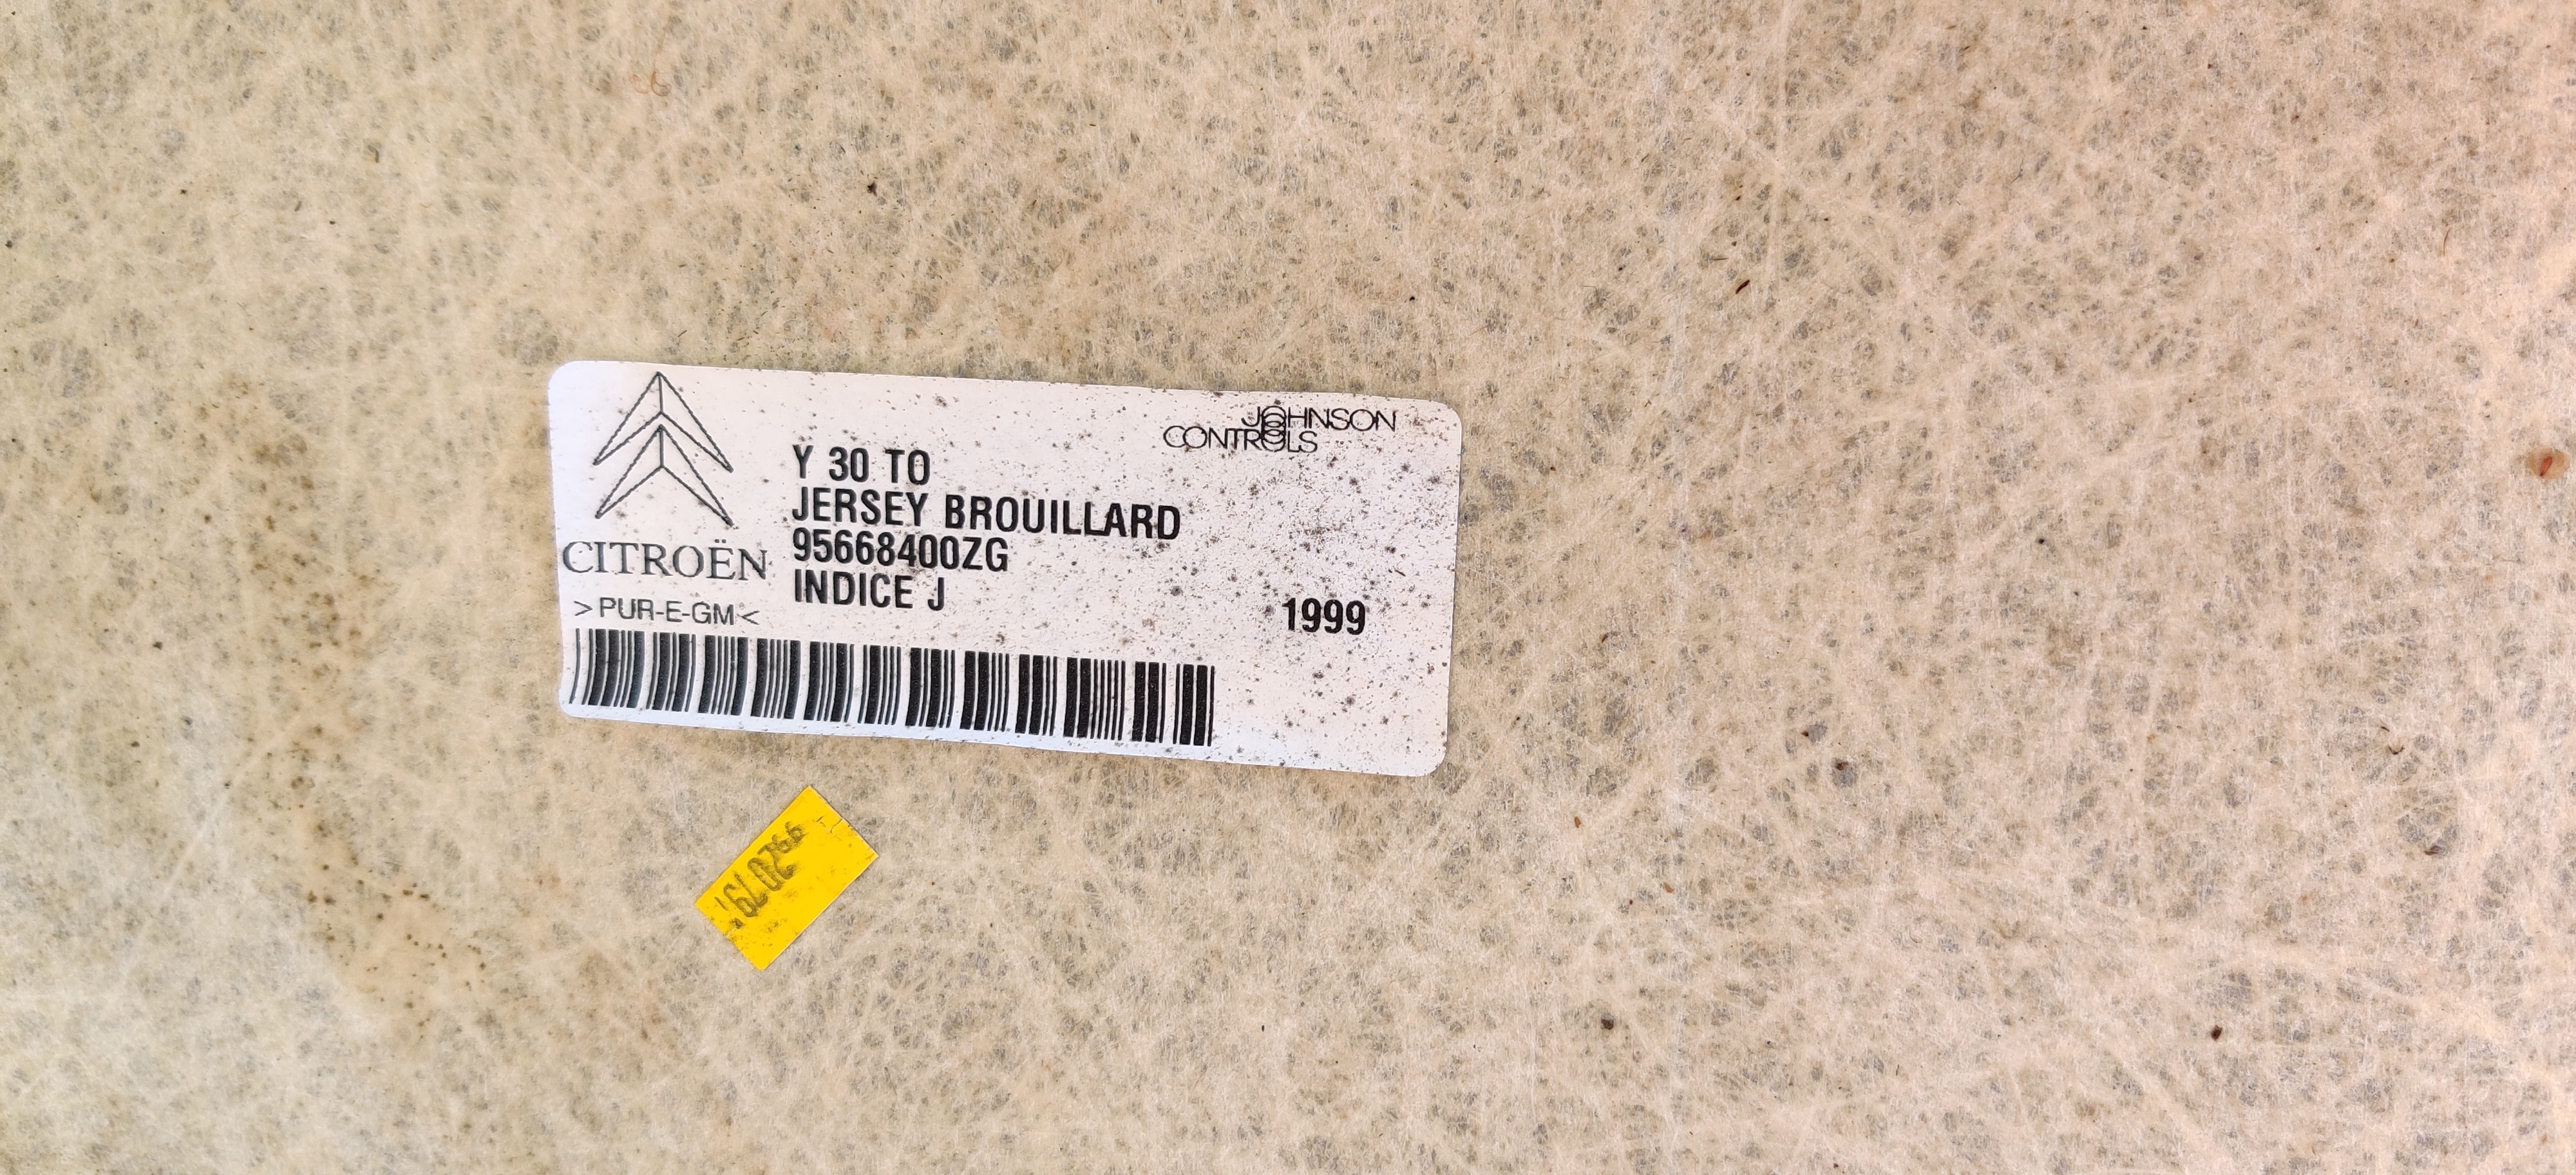 JOHNSON
CONTROLS
Y 30 TO
JERSEY BROUILLARD
95668400ZG
INDICE J
CITROËN
>PUR-E-GM<
1999